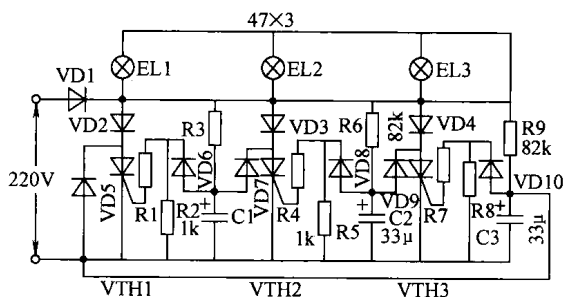 47×3
EL1
EL2
EL3
VD1
VD2
R3
VD3
R6
82k
VD4
R9
82k
220V
VD5
R1
R2
1k
VD6
C1
VD7
R4
R5
1k
VD8
C2
33μ
VD9
R7
R8
C3
VD10
33μ
+
+
+
VTH1
VTH2
VTH3